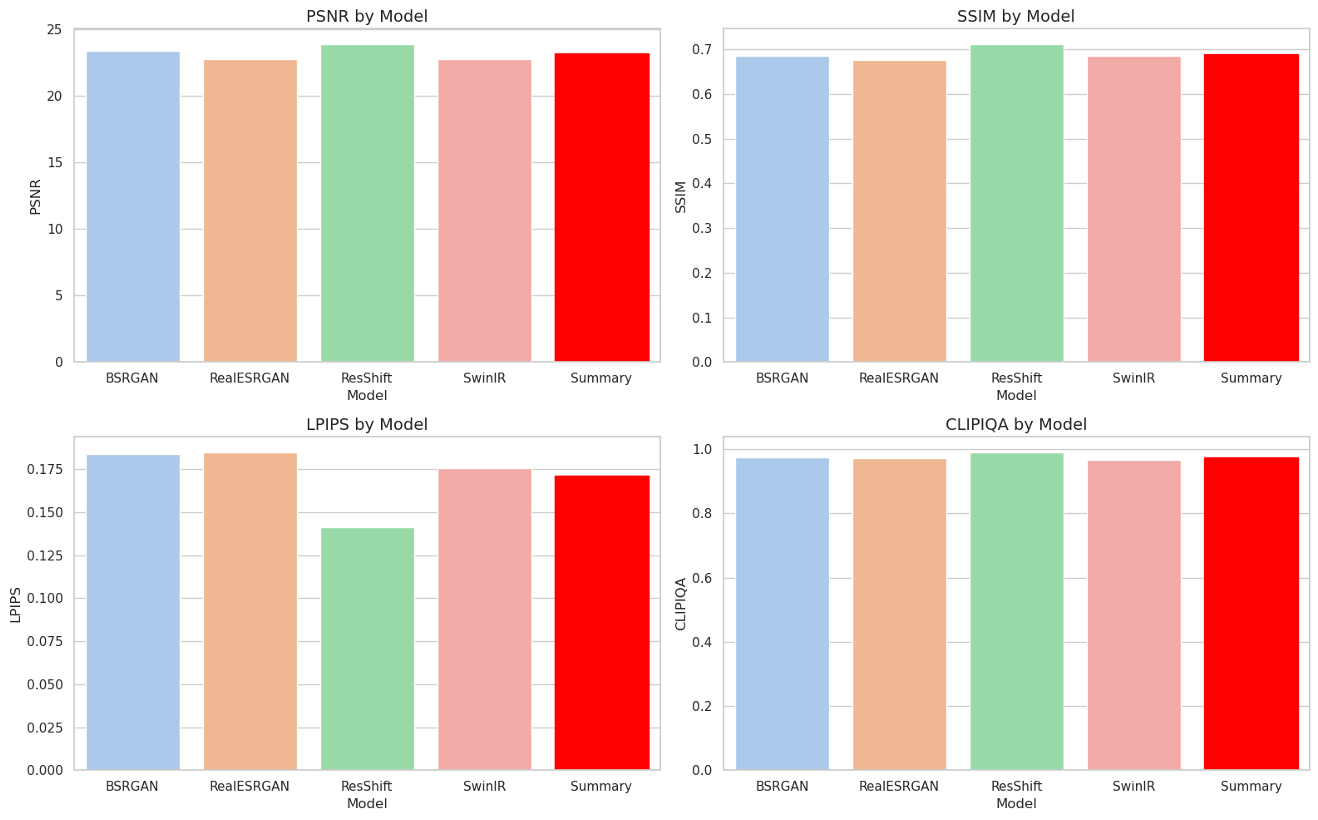 PSNR by Model
25
20
15
10
5
0
PSNR
BSRGAN RealESRGAN ResShift SwinIR Summary
Model
SSIM by Model
0.7
0.6
0.5
0.4
0.3
0.2
0.1
0.0
SSIM
BSRGAN RealESRGAN ResShift SwinIR Summary
Model
LPIPS by Model
0.175
0.150
0.125
0.100
0.075
0.050
0.025
0.000
LPIPS
BSRGAN RealESRGAN ResShift SwinIR Summary
Model
CLIPIQA by Model
1.0
0.8
0.6
0.4
0.2
0.0
CLIPIQA
BSRGAN RealESRGAN ResShift SwinIR Summary
Model